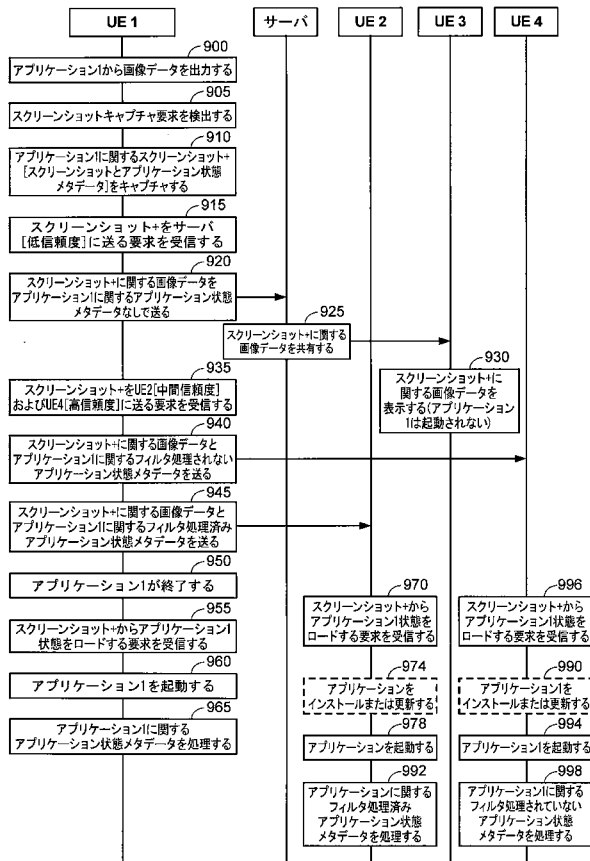 UE 1
サーバ
UE 2
UE 3
UE 4
900
アプリケーション1から画像データを出力する
905
スクリーンショットキャプチャ要求を検出する
910
アプリケーション1に関するスクリーンショット+
[スクリーンショットとアプリケーション状態
メタデータ]をキャプチャする
915
スクリーンショット+をサーバ
[低信頼度]に送る要求を受信する
920
スクリーンショット+に関する画像データを
アプリケーション1に関するアプリケーション状態
メタデータなしで送る
925
スクリーンショット+に関する
画像データを共有する
930
スクリーンショット+に
関する画像データを
表示する(アプリケーション
1は起動されない)
935
スクリーンショット+をUE2[中間信頼度]
およびUE4[高信頼度]に送る要求を受信する
940
スクリーンショット+に関する画像データと
アプリケーション1に関するフィルタ処理されない
アプリケーション状態メタデータを送る
945
スクリーンショット+に関する画像データと
アプリケーション1に関するフィルタ処理済み
アプリケーション状態メタデータを送る
950
アプリケーション1が終了する
955
スクリーンショット+からアプリケーション1
状態をロードする要求を受信する
960
アプリケーション1を起動する
965
アプリケーション1に関する
アプリケーション状態メタデータを処理する
970
スクリーンショット+から
アプリケーション1状態を
ロードする要求を受信する
974
アプリケーションを
インストールまたは更新する
978
アプリケーションを起動する
992
アプリケーションに関する
フィルタ処理済み
アプリケーション状態
メタデータを処理する
996
スクリーンショット+から
アプリケーション1状態を
ロードする要求を受信する
990
アプリケーション1を
インストールまたは更新する
994
アプリケーション1を起動する
998
アプリケーション1に関する
フィルタ処理されていない
アプリケーション状態
メタデータを処理する